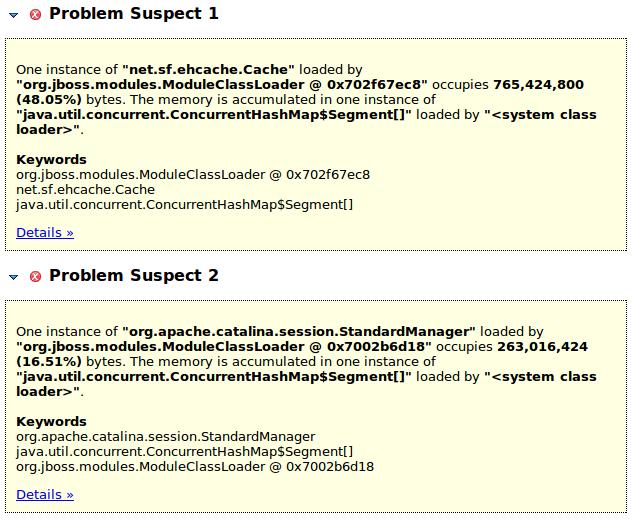 Problem Suspect 1
One instance of "net.sf.ehcache.Cache" loaded by
"org.jboss.modules.ModuleClassLoader @ 0x702f67ec8" occupies 765,424,800
(48.05%) bytes. The memory is accumulated in one instance of
"java.util.concurrent.ConcurrentHashMap$Segment[]" loaded by "<system class
loader>".
Keywords
org.jboss.modules.ModuleClassLoader @ 0x702f67ec8
net.sf.ehcache.Cache
java.util.concurrent.ConcurrentHashMap$Segment[]
Details »
Problem Suspect 2
One instance of "org.apache.catalina.session.StandardManager" loaded by
"org.jboss.modules.ModuleClassLoader @ 0x7002b6d18" occupies 263,016,424
(16.51%) bytes. The memory is accumulated in one instance of
"java.util.concurrent.ConcurrentHashMap$Segment[]" loaded by "<system class
loader>".
Keywords
org.apache.catalina.session.StandardManager
java.util.concurrent.ConcurrentHashMap$Segment[]
org.jboss.modules.ModuleClassLoader @ 0x7002b6d18
Details »